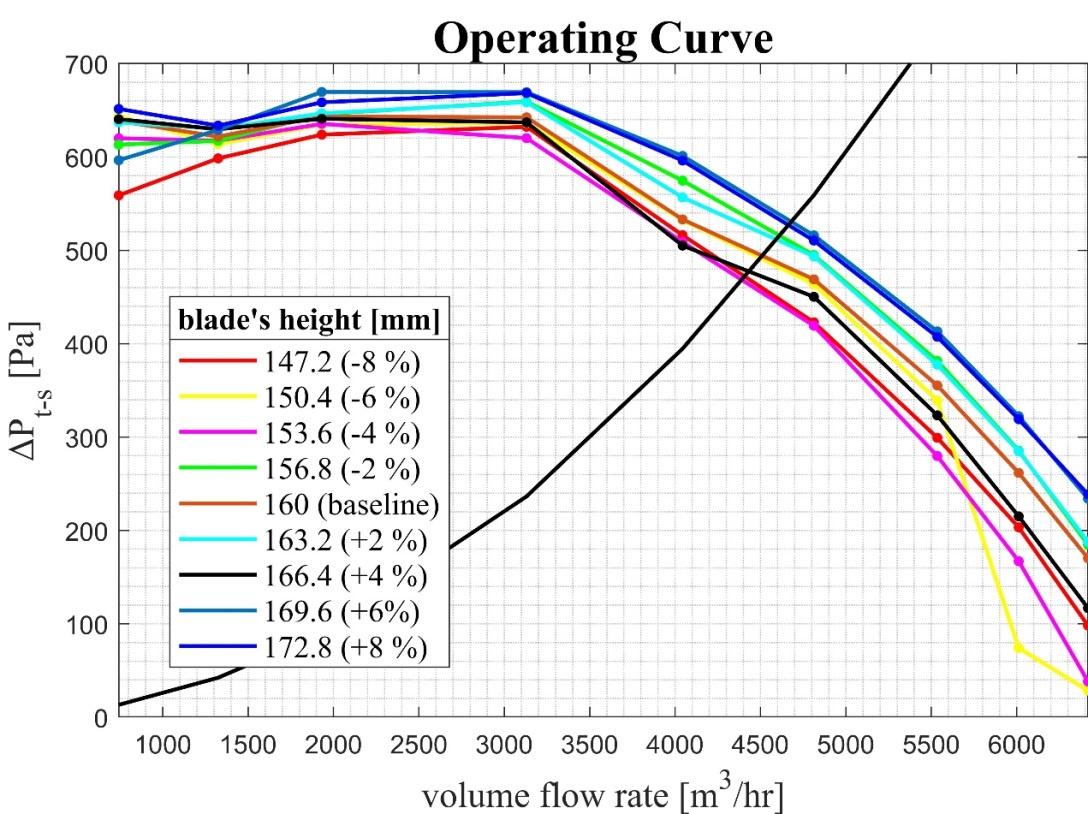 Operating Curve
700
600
500
400
300
200
100
0
ΔP_t-s [Pa]
blade's height [mm]
147.2 (-8 %)
150.4 (-6 %)
153.6 (-4 %)
156.8 (-2 %)
160 (baseline)
163.2 (+2 %)
166.4 (+4 %)
169.6 (+6%)
172.8 (+8 %)
1000 1500 2000 2500 3000 3500 4000 4500 5000 5500 6000
volume flow rate [m³/hr]